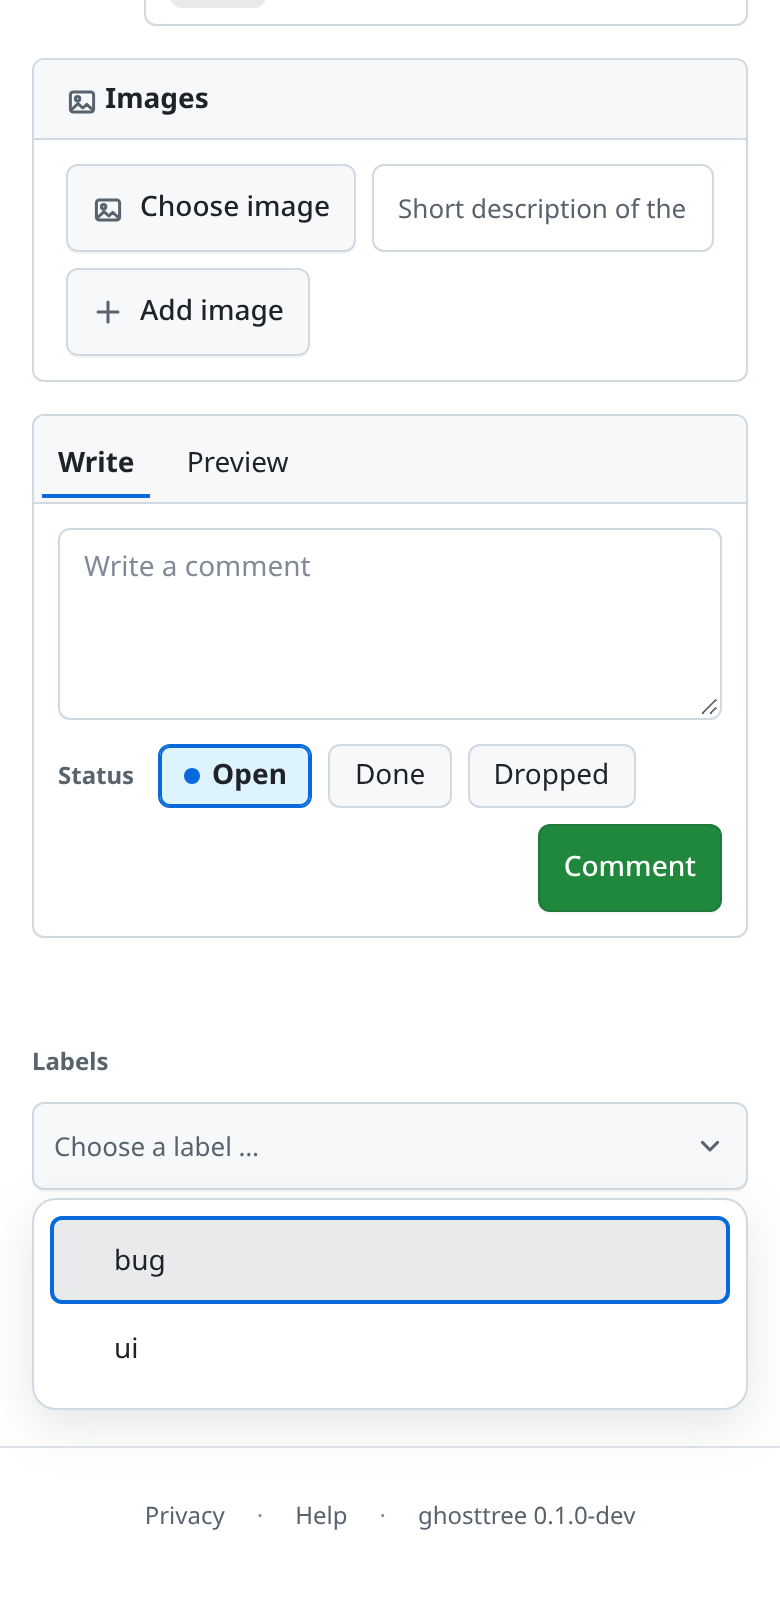 Images
Choose image
Short description of the
Add image
Write Preview
Write a comment
Status Open Done Dropped
Comment
Labels
Choose a label ...
bug
ui
Privacy · Help · ghosttree 0.1.0-dev